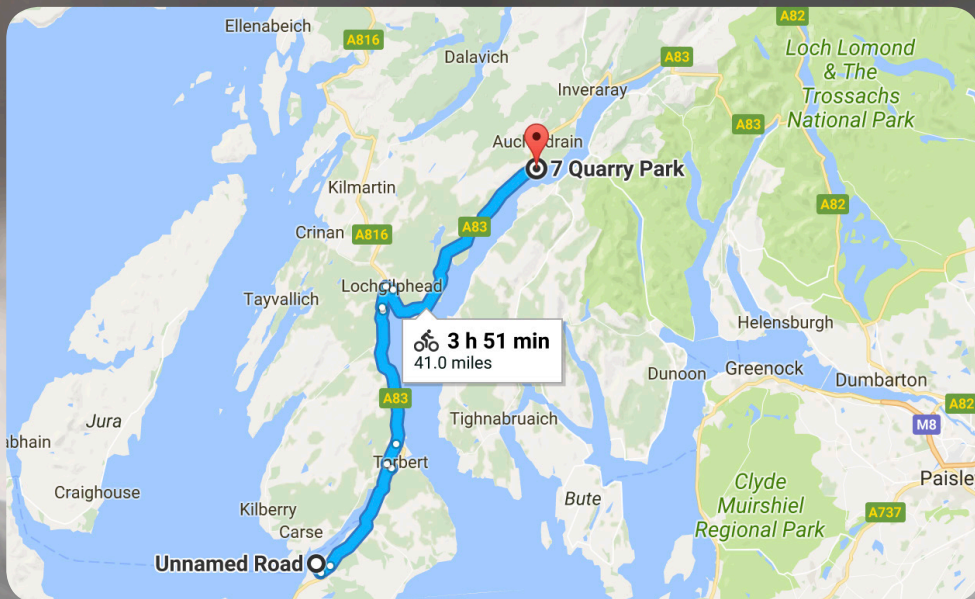 Ellenabeich
A82
A816
Loch Lomond
& The
Trossachs
National Park
Dalavich
A83
Inveraray
A83
7 Quarry Park
Kilmartin
A82
Crinan
A816
A83
Lochgilphead
Tayvallich
3 h 51 min
41.0 miles
Helensburgh
Dunoon
Greenock
Dumbarton
A83
A82
Jura
Tighnabruaich
M8
abhain
Tarbert
Paisle
Craighouse
Bute
Clyde
Muirshiel
Regional Park
Kilberry
A737
Carse
Unnamed Road